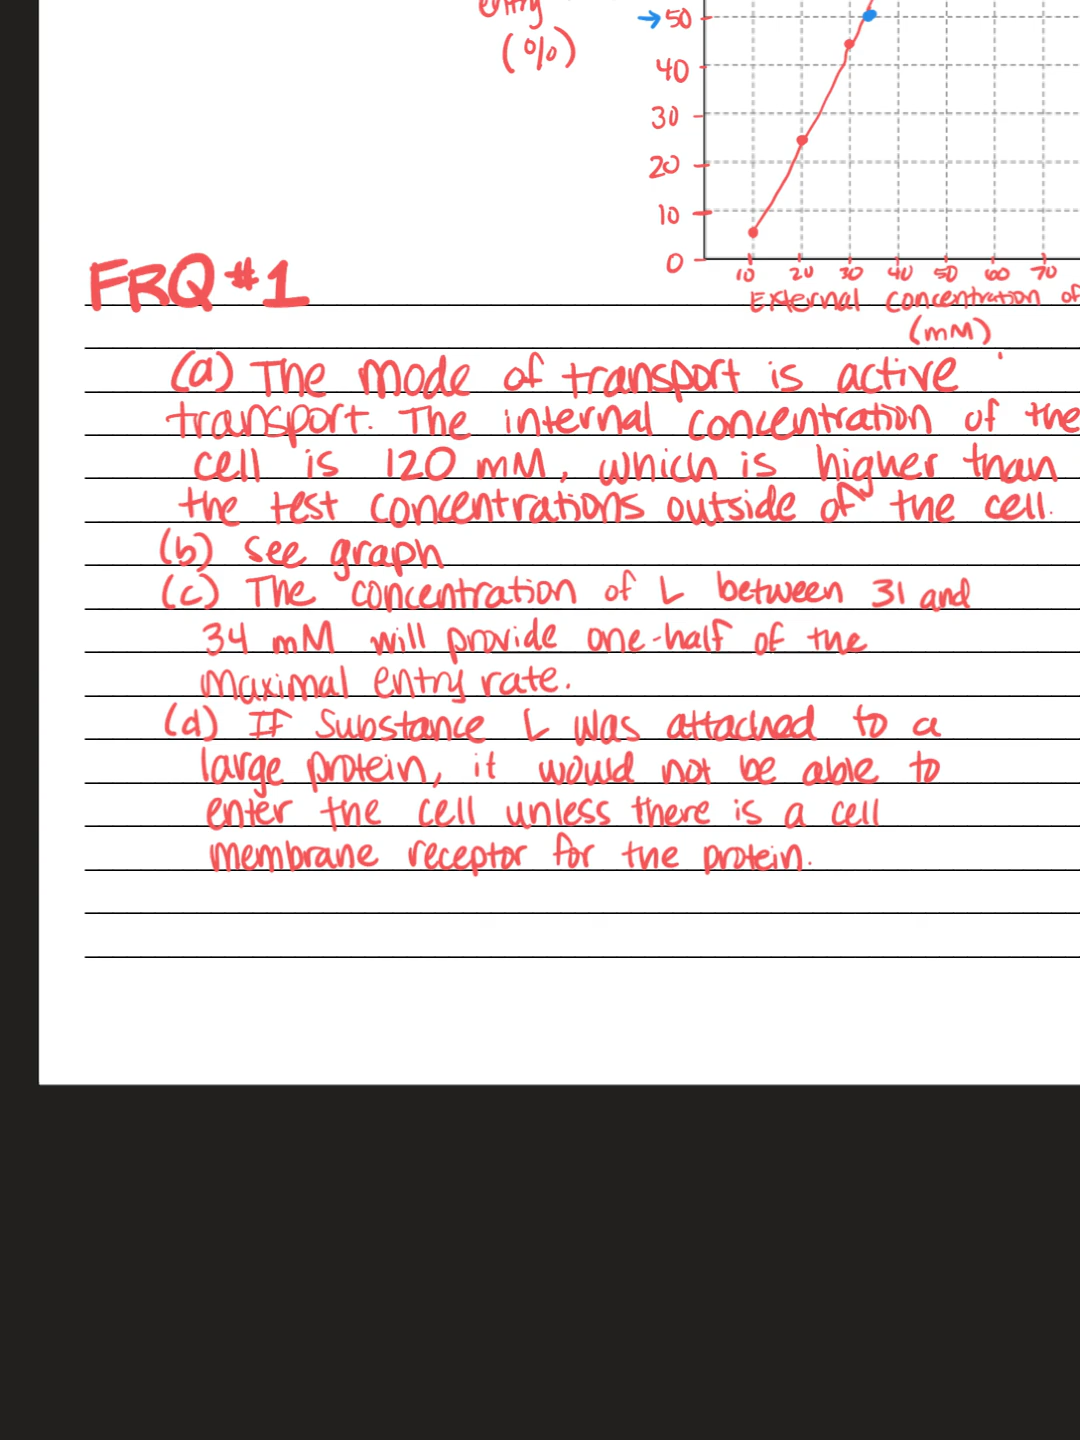 entry
(%)
50
40
30
20
10
0
10 20 30 40 50 60 70
External concentration of
(mM)
FRQ #1
(a) The mode of transport is active
transport. The internal concentration of the
cell is 120 mM, which is higher than
the test concentrations outside of the cell.
(b) see graph
(c) The concentration of L between 31 and
34 mM will provide one-half of the
maximal entry rate.
(d) If Substance L was attached to a
large protein, it would not be able to
enter the cell unless there is a cell
membrane receptor for the protein.